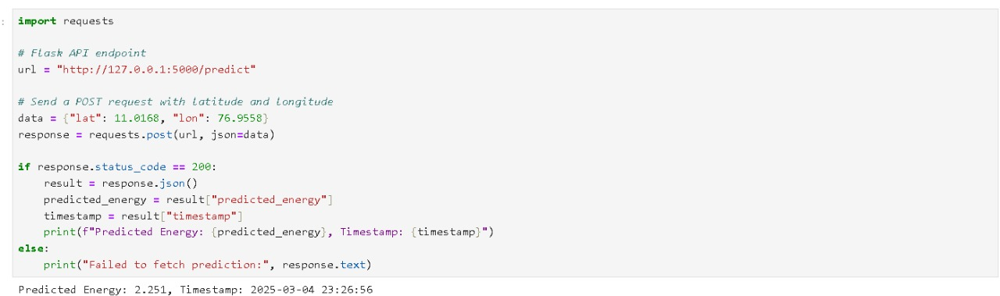 :
import requests
# Flask API endpoint
url = "http://127.0.0.1:5000/predict"
# Send a POST request with latitude and longitude
data = {"lat": 11.0168, "lon": 76.9558}
response = requests.post(url, json=data)
if response.status_code == 200:
    result = response.json()
    predicted_energy = result["predicted_energy"]
    timestamp = result["timestamp"]
    print(f"Predicted Energy: {predicted_energy}, Timestamp: {timestamp}")
else:
    print("Failed to fetch prediction:", response.text)
Predicted Energy: 2.251, Timestamp: 2025-03-04 23:26:56